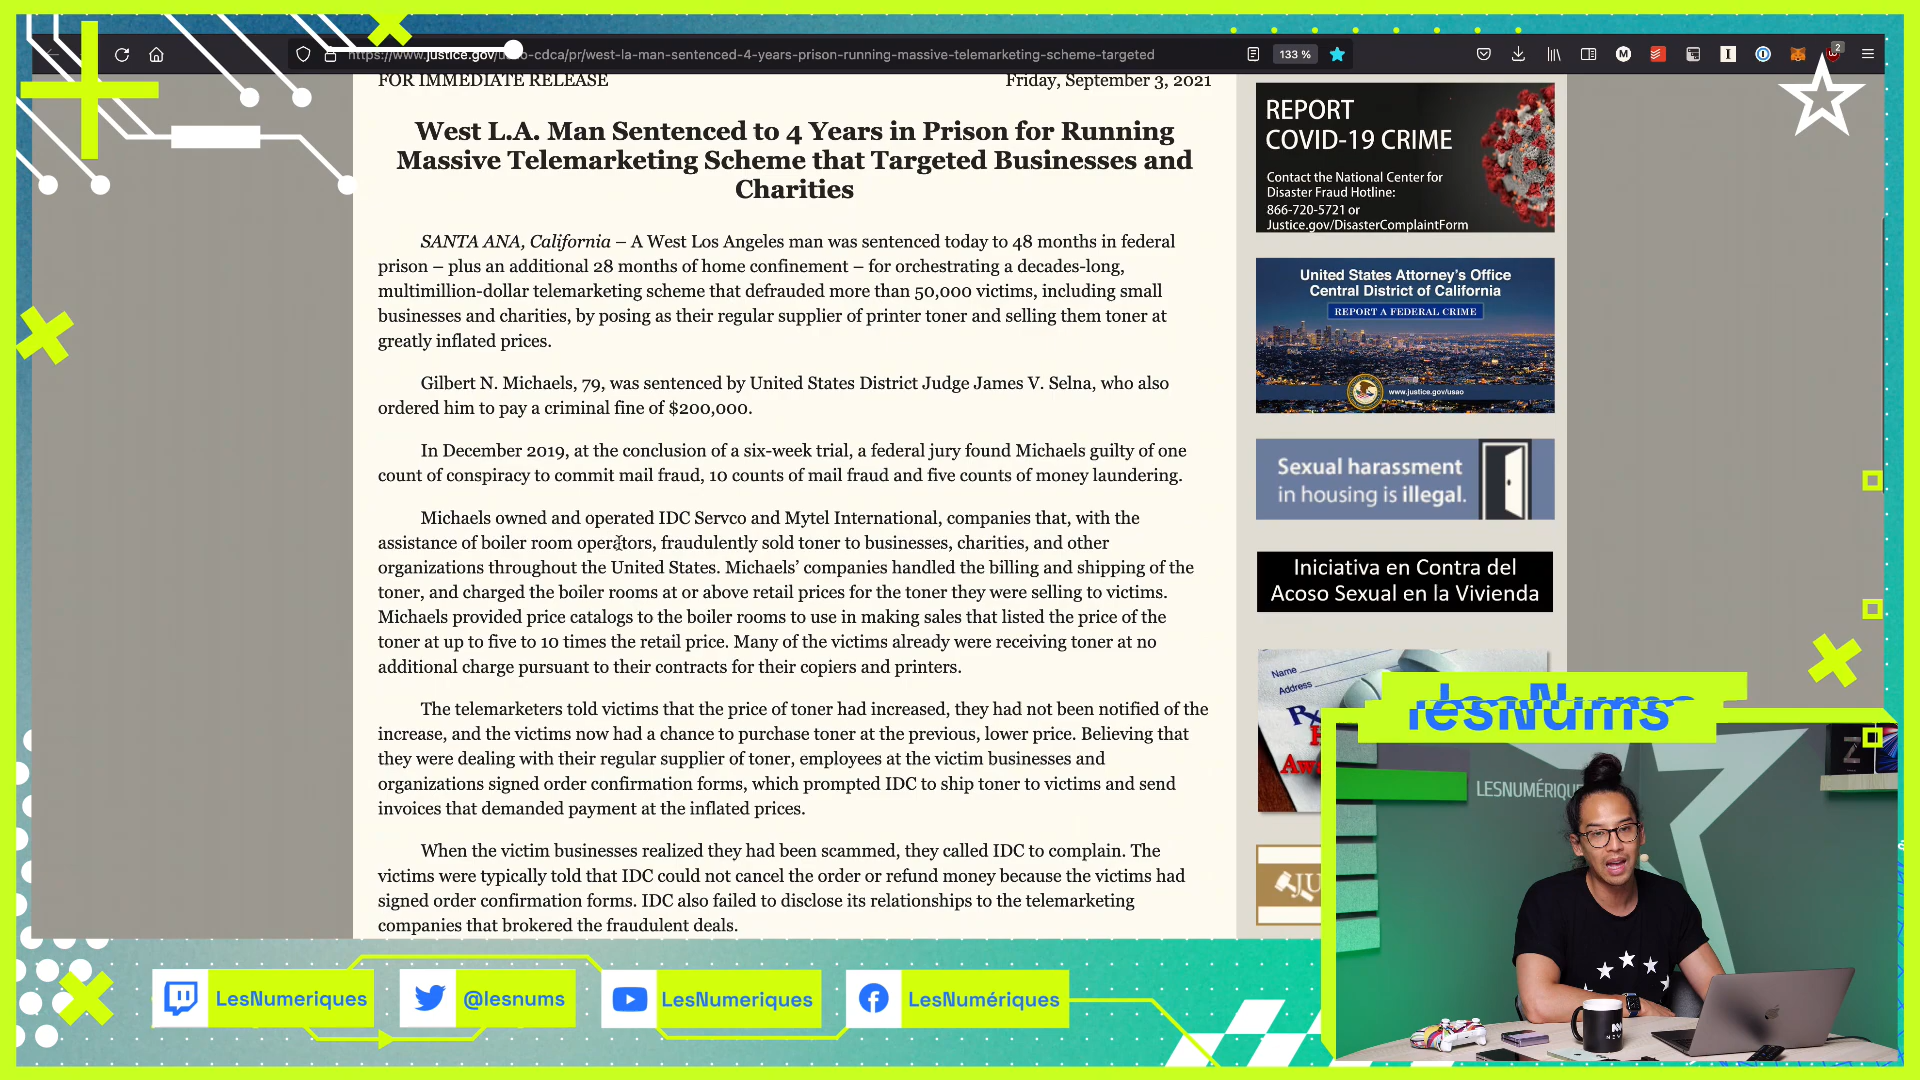 https://www.justice.gov/usao-cdca/pr/west-la-man-sentenced-4-years-prison-running-massive-telemarketing-scheme-targeted
133 %
M
2
FOR IMMEDIATE RELEASE
Friday, September 3, 2021
West L.A. Man Sentenced to 4 Years in Prison for Running
Massive Telemarketing Scheme that Targeted Businesses and
Charities
SANTA ANA, California – A West Los Angeles man was sentenced today to 48 months in federal
prison – plus an additional 28 months of home confinement – for orchestrating a decades-long,
multimillion-dollar telemarketing scheme that defrauded more than 50,000 victims, including small
businesses and charities, by posing as their regular supplier of printer toner and selling them toner at
greatly inflated prices.
Gilbert N. Michaels, 79, was sentenced by United States District Judge James V. Selna, who also
ordered him to pay a criminal fine of $200,000.
In December 2019, at the conclusion of a six-week trial, a federal jury found Michaels guilty of one
count of conspiracy to commit mail fraud, 10 counts of mail fraud and five counts of money laundering.
Michaels owned and operated IDC Servco and Mytel International, companies that, with the
assistance of boiler room operators, fraudulently sold toner to businesses, charities, and other
organizations throughout the United States. Michaels’ companies handled the billing and shipping of the
toner, and charged the boiler rooms at or above retail prices for the toner they were selling to victims.
Michaels provided price catalogs to the boiler rooms to use in making sales that listed the price of the
toner at up to five to 10 times the retail price. Many of the victims already were receiving toner at no
additional charge pursuant to their contracts for their copiers and printers.
The telemarketers told victims that the price of toner had increased, they had not been notified of the
increase, and the victims now had a chance to purchase toner at the previous, lower price. Believing that
they were dealing with their regular supplier of toner, employees at the victim businesses and
organizations signed order confirmation forms, which prompted IDC to ship toner to victims and send
invoices that demanded payment at the inflated prices.
When the victim businesses realized they had been scammed, they called IDC to complain. The
victims were typically told that IDC could not cancel the order or refund money because the victims had
signed order confirmation forms. IDC also failed to disclose its relationships to the telemarketing
companies that brokered the fraudulent deals.
REPORT
COVID-19 CRIME
Contact the National Center for
Disaster Fraud Hotline:
866-720-5721 or
Justice.gov/DisasterComplaintForm
United States Attorney’s Office
Central District of California
REPORT A FEDERAL CRIME
www.justice.gov/usao
Sexual harassment
in housing is illegal.
Iniciativa en Contra del
Acoso Sexual en la Vivienda
Name
Address
lesNums
LESNUMÉRIQUE
Z
LesNumeriques
@lesnums
LesNumeriques
LesNumériques